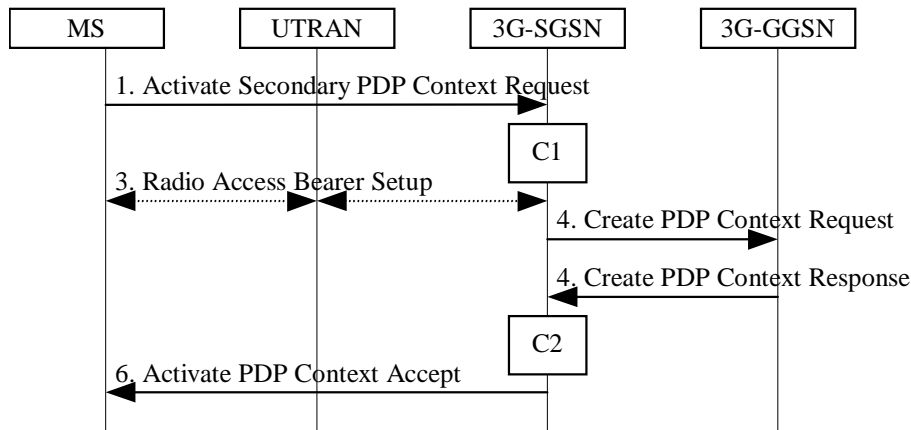 MS
UTRAN
3G-SGSN
3G-GGSN
1. Activate Secondary PDP Context Request
C1
3. Radio Access Bearer Setup
4. Create PDP Context Request
4. Create PDP Context Response
C2
6. Activate PDP Context Accept